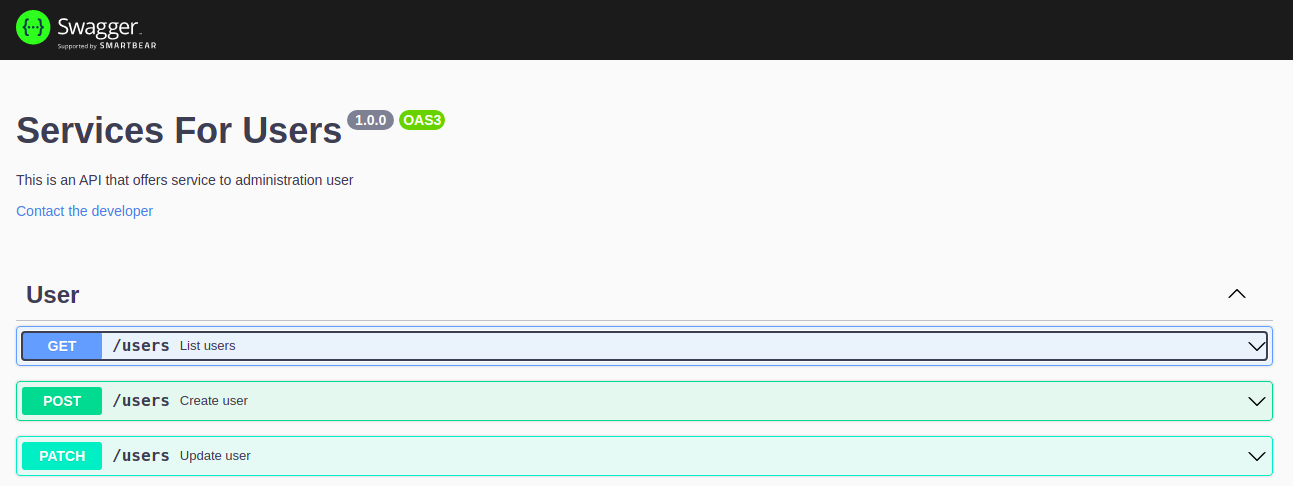 {···} Swagger
Supported by SMARTBEAR
Services For Users 1.0.0 OAS3
This is an API that offers service to administration user
Contact the developer
User
GET /users List users
POST /users Create user
PATCH /users Update user